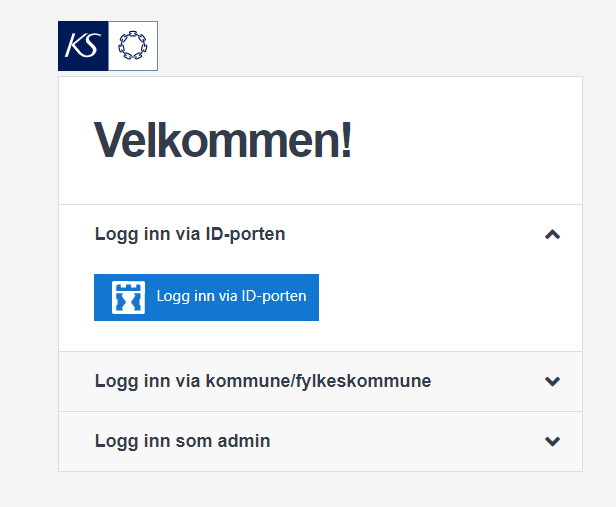 KS
Velkommen!
Logg inn via ID-porten
Logg inn via ID-porten
Logg inn via kommune/fylkeskommune
Logg inn som admin